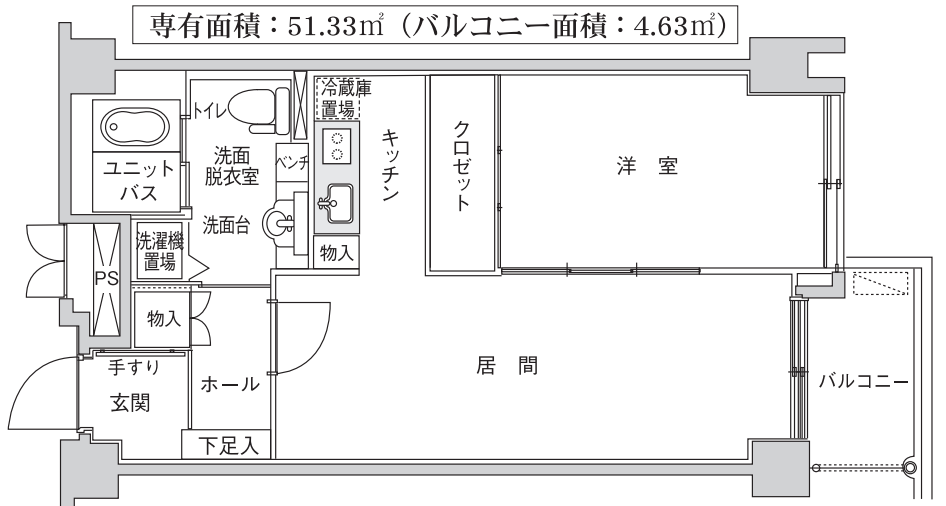 専有面積：51.33㎡（バルコニー面積：4.63㎡）
冷蔵庫
置場
トイレ
キッチン
クロゼット
洋 室
洗面
脱衣室
ベンチ
ユニット
バス
洗面台
洗濯機
置場
物入
PS
物入
手すり
玄関
ホール
居 間
バルコニー
下足入